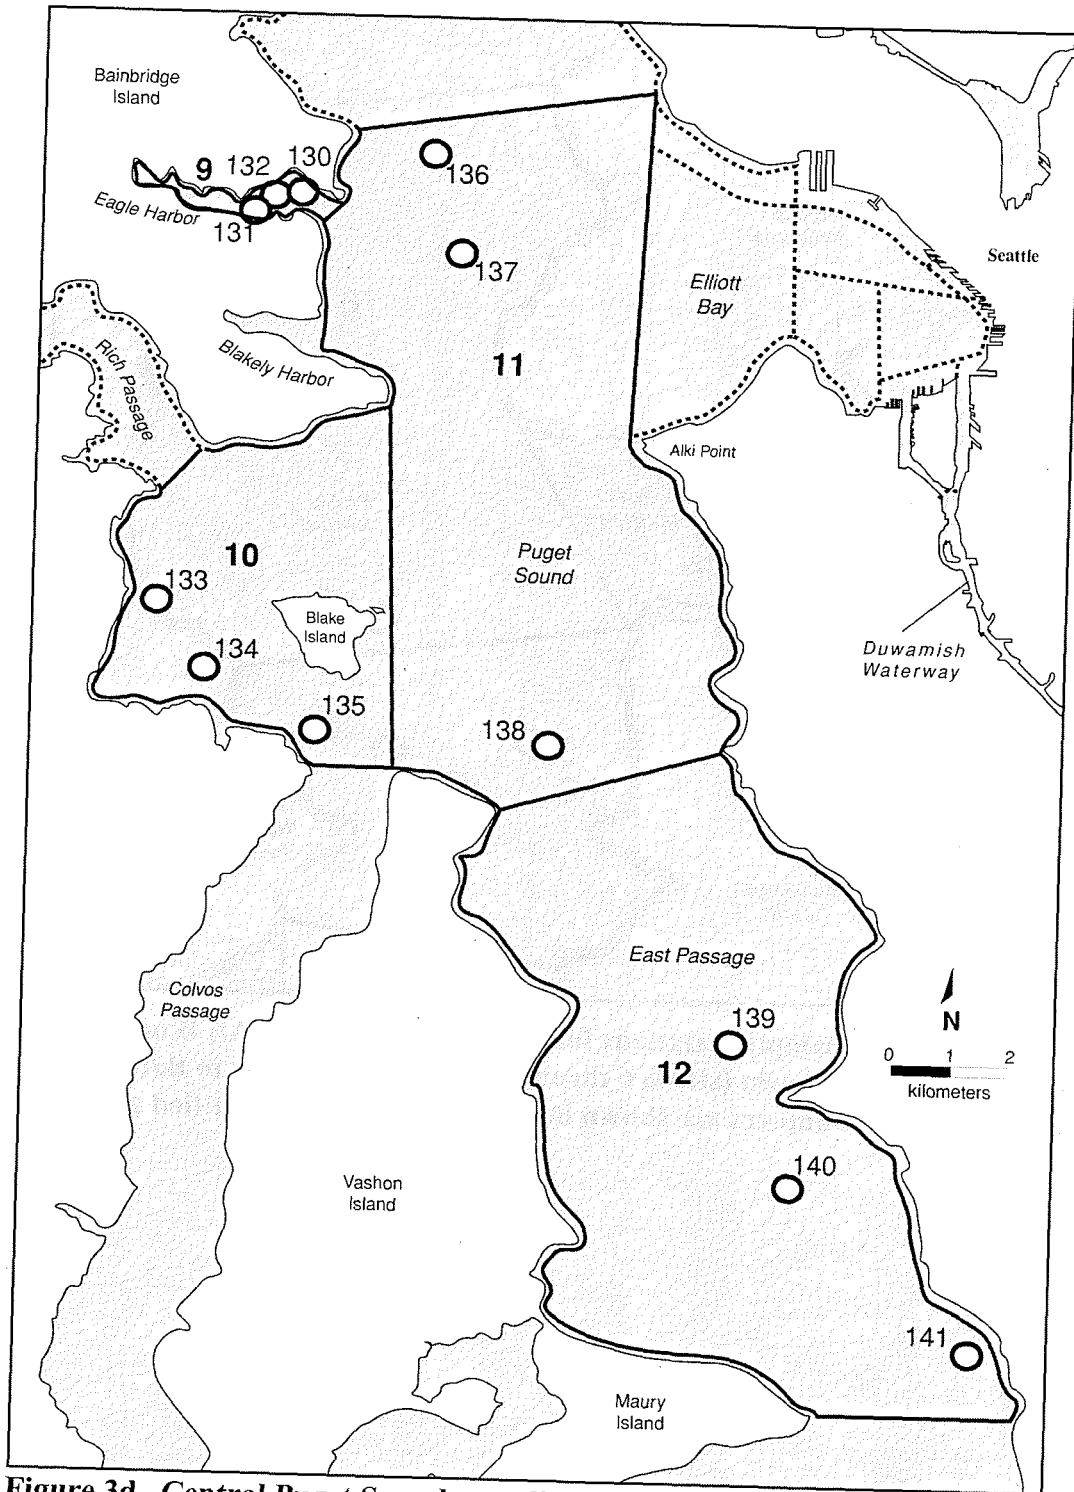 Bainbridge
Island
9
132
130
Eagle Harbor
131
136
137
Seattle
Elliott
Bay
Rich Passage
Blakely Harbor
11
Alki Point
10
Puget
Sound
133
Blake
Island
134
Duwamish
Waterway
135
138
East Passage
Colvos
Passage
139
N
12
0 1 2
kilometers
140
Vashon
Island
141
Maury
Island
Figure 3d. Central Puget